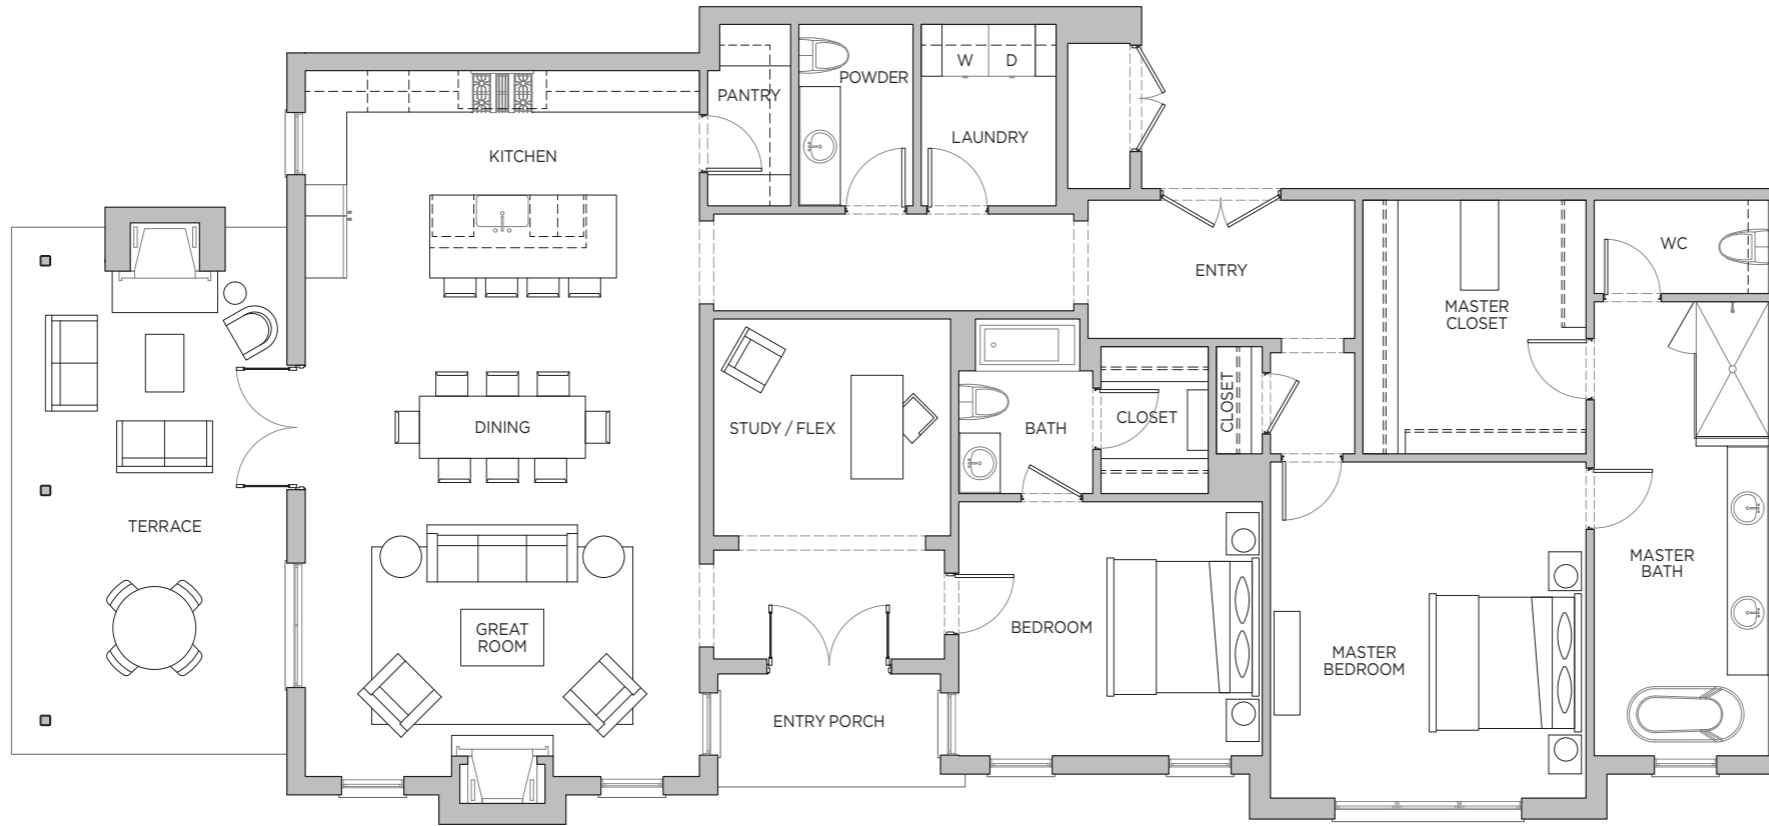 W
D
POWDER
PANTRY
LAUNDRY
KITCHEN
WC
ENTRY
MASTER
CLOSET
CLOSET
CLOSET
BATH
STUDY / FLEX
DINING
TERRACE
MASTER
BATH
GREAT
ROOM
BEDROOM
MASTER
BEDROOM
ENTRY PORCH